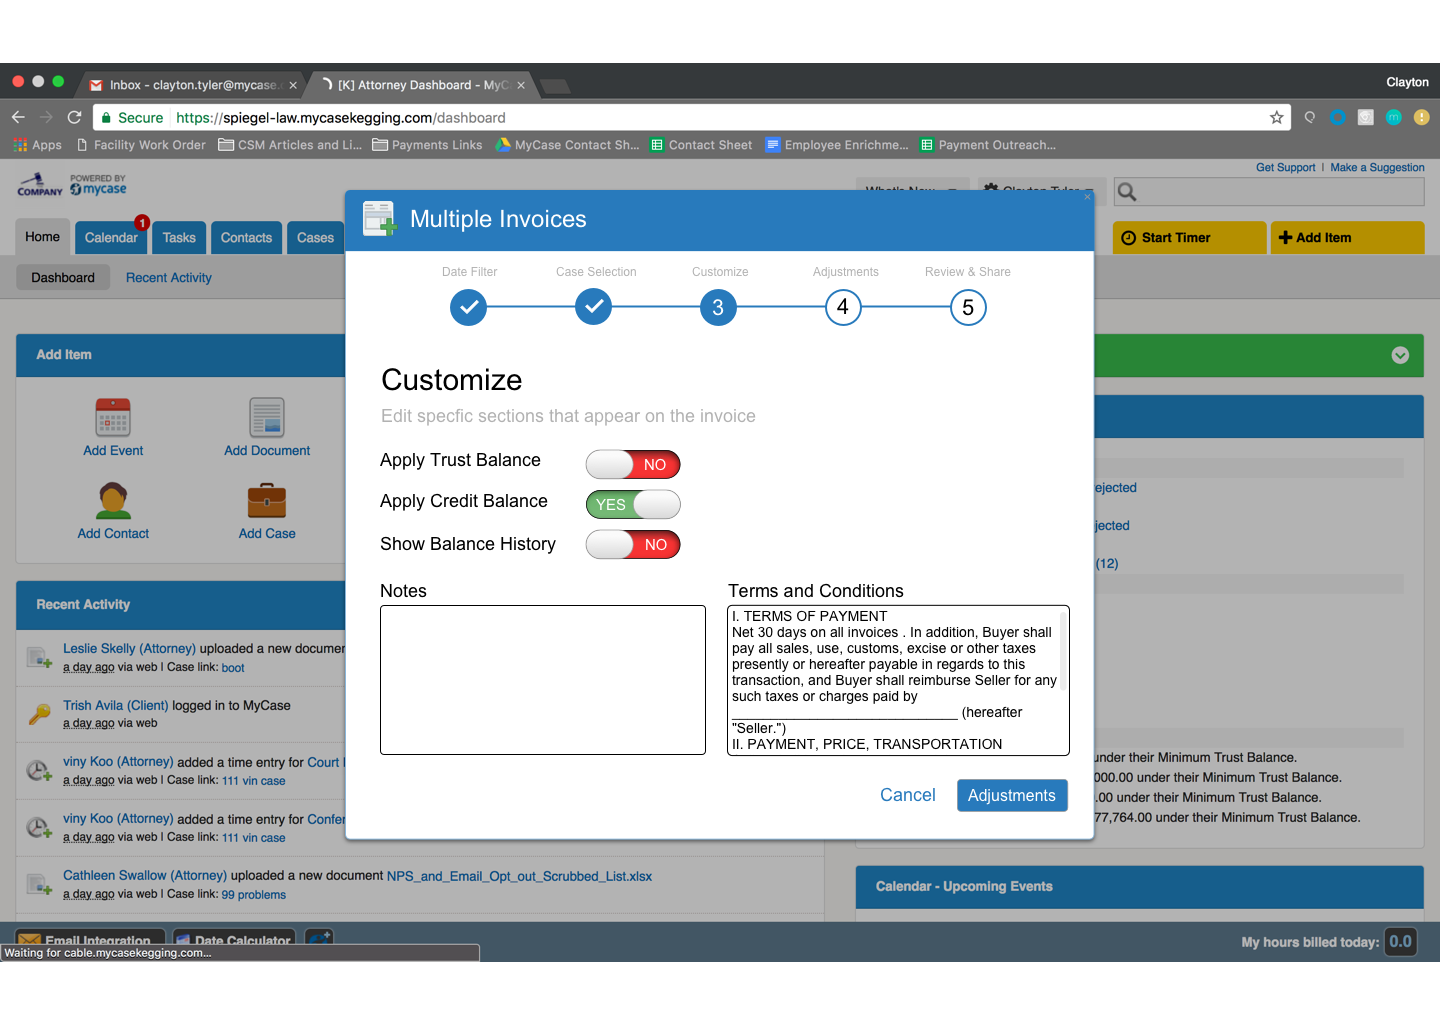 Inbox - clayton.tyler@mycase.
[K] Attorney Dashboard - MyC
Clayton
Secure https://spiegel-law.mycasekegging.com/dashboard
Apps Facility Work Order CSM Articles and Li... Payments Links MyCase Contact Sh... Contact Sheet Employee Enrichme... Payment Outreach...
Get Support | Make a Suggestion
COMPANY POWERED BY mycase
What's New Clayton Tyler
Home Calendar 1 Tasks Contacts Cases
Start Timer Add Item
Dashboard Recent Activity
Multiple Invoices
Date Filter Case Selection Customize Adjustments Review & Share
3 4 5
Customize
Edit specfic sections that appear on the invoice
Apply Trust Balance NO
Apply Credit Balance YES
Show Balance History NO
Notes
Terms and Conditions
I. TERMS OF PAYMENT
Net 30 days on all invoices . In addition, Buyer shall
pay all sales, use, customs, excise or other taxes
presently or hereafter payable in regards to this
transaction, and Buyer shall reimburse Seller for any
such taxes or charges paid by
_____________________________ (hereafter
"Seller.")
II. PAYMENT, PRICE, TRANSPORTATION
Cancel Adjustments
Add Item
Add Event Add Document
Add Contact Add Case
Recent Activity
Leslie Skelly (Attorney) uploaded a new documen
a day ago via web | Case link: boot
Trish Avila (Client) logged in to MyCase
a day ago via web
viny Koo (Attorney) added a time entry for Court
a day ago via web | Case link: 111 vin case
viny Koo (Attorney) added a time entry for Confer
a day ago via web | Case link: 111 vin case
Cathleen Swallow (Attorney) uploaded a new document NPS_and_Email_Opt_out_Scrubbed_List.xlsx
a day ago via web | Case link: 99 problems
ejected
jected
(12)
under their Minimum Trust Balance.
000.00 under their Minimum Trust Balance.
.00 under their Minimum Trust Balance.
77,764.00 under their Minimum Trust Balance.
Calendar - Upcoming Events
Email Integration Date Calculator
Waiting for cable.mycasekegging.com...
My hours billed today: 0.0